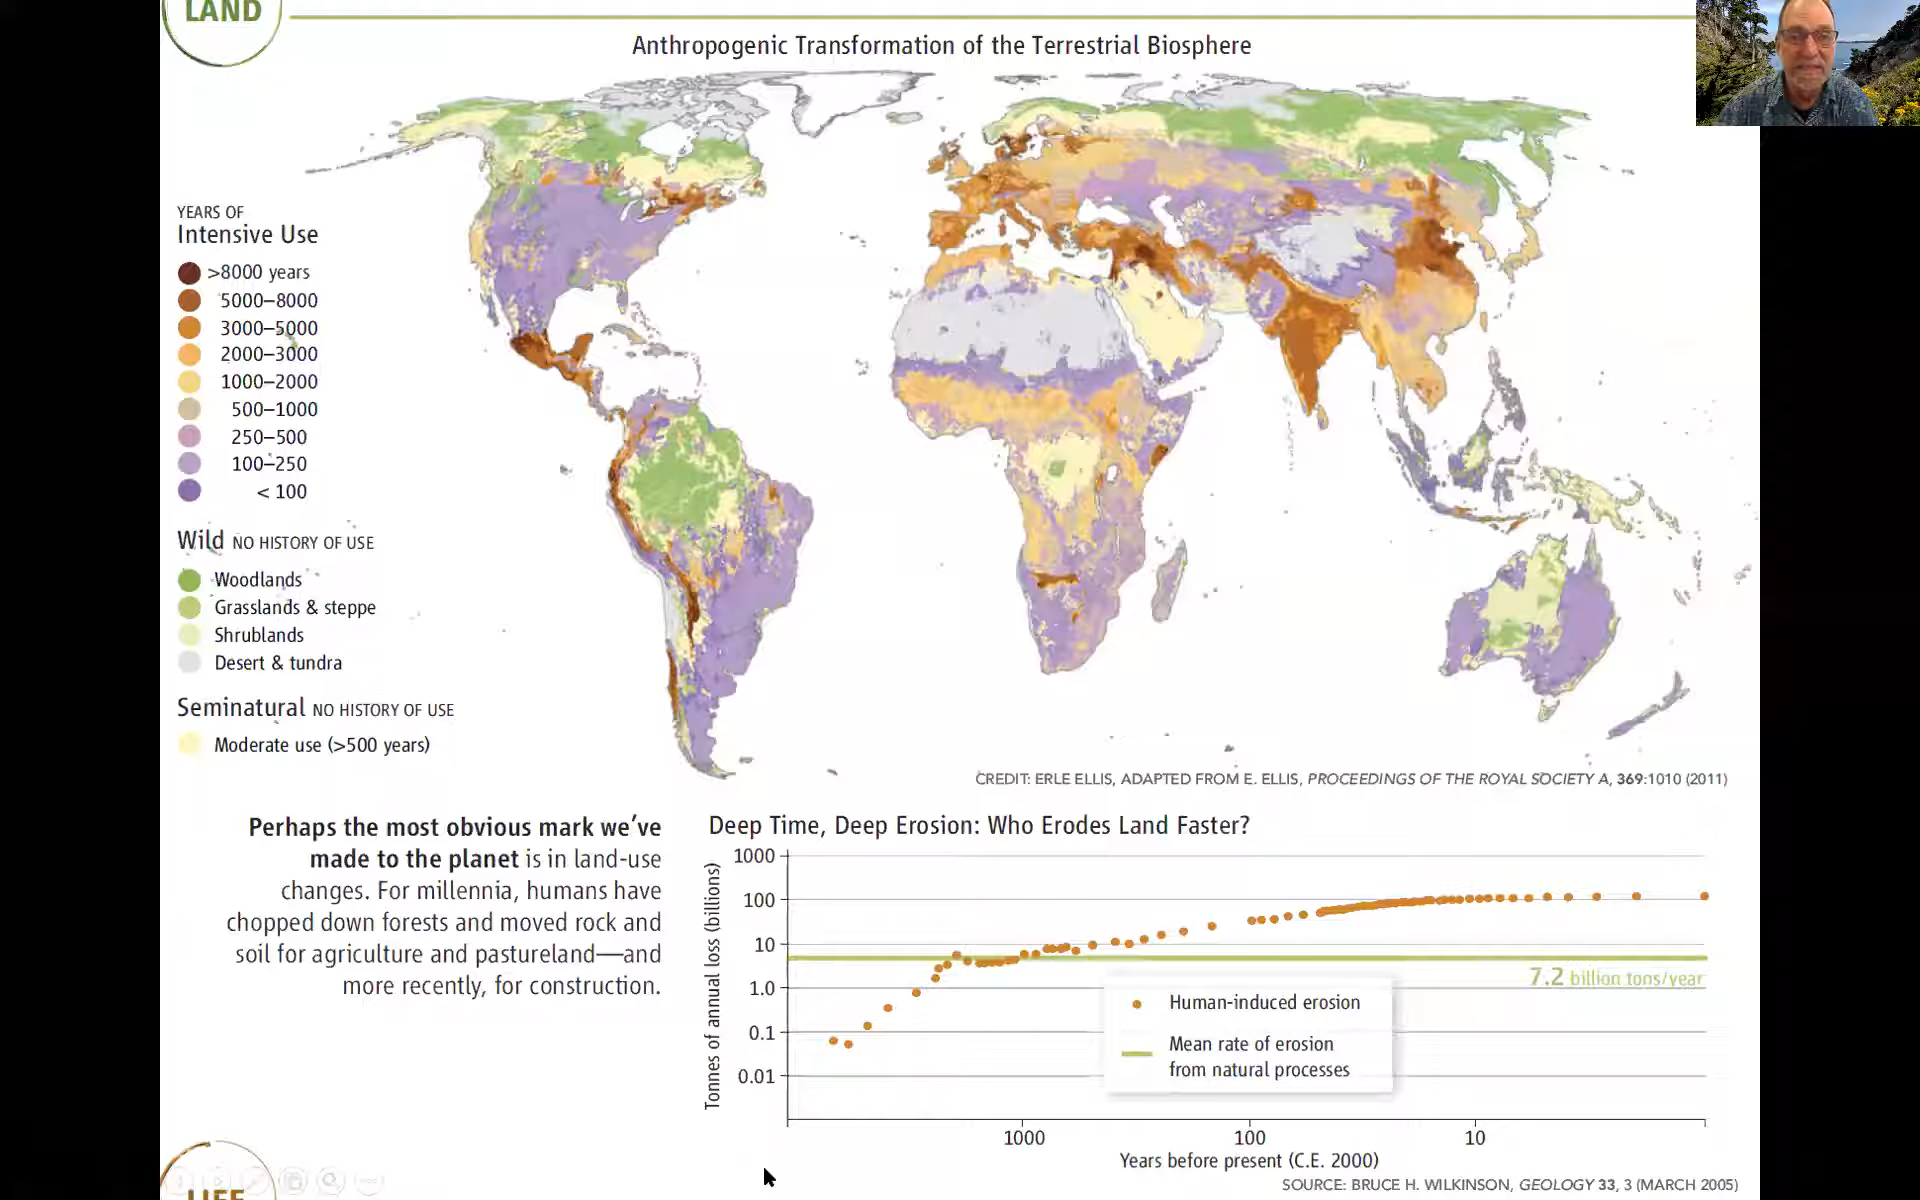 LAND
Anthropogenic Transformation of the Terrestrial Biosphere
YEARS OF
Intensive Use
>8000 years
5000–8000
3000–5000
2000–3000
1000–2000
500–1000
250–500
100–250
< 100
Wild NO HISTORY OF USE
Woodlands
Grasslands & steppe
Shrublands
Desert & tundra
Seminatural NO HISTORY OF USE
Moderate use (>500 years)
CREDIT: ERLE ELLIS, ADAPTED FROM E. ELLIS, PROCEEDINGS OF THE ROYAL SOCIETY A, 369:1010 (2011)
Perhaps the most obvious mark we've
made to the planet is in land-use
changes. For millennia, humans have
chopped down forests and moved rock and
soil for agriculture and pastureland—and
more recently, for construction.
Deep Time, Deep Erosion: Who Erodes Land Faster?
Tonnes of annual loss (billions)
1000
100
10
1.0
0.1
0.01
7.2 billion tons/year
Human-induced erosion
Mean rate of erosion
from natural processes
1000
100
10
Years before present (C.E. 2000)
SOURCE: BRUCE H. WILKINSON, GEOLOGY 33, 3 (MARCH 2005)
LIFE